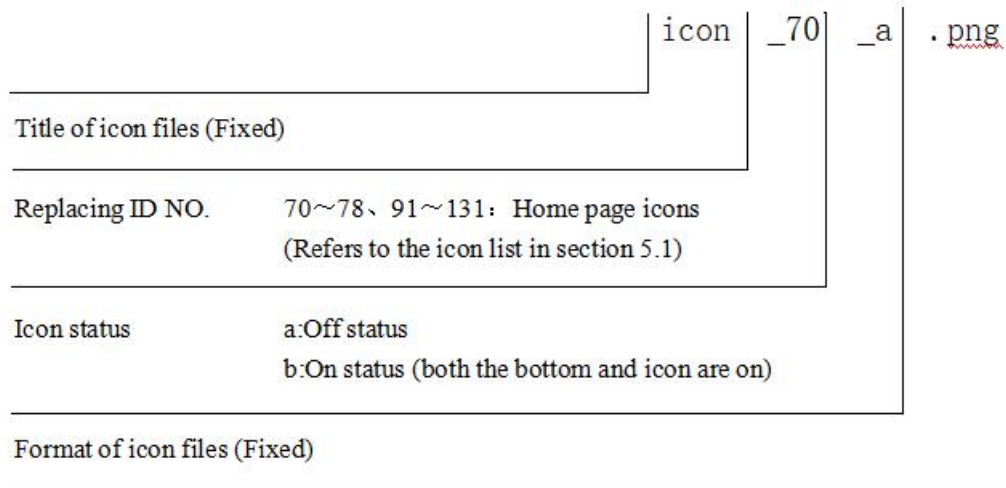 icon _70 _a .png
Title of icon files (Fixed)
Replacing ID NO. 70～78、91～131：Home page icons
(Refers to the icon list in section 5.1)
Icon status a:Off status
b:On status (both the bottom and icon are on)
Format of icon files (Fixed)